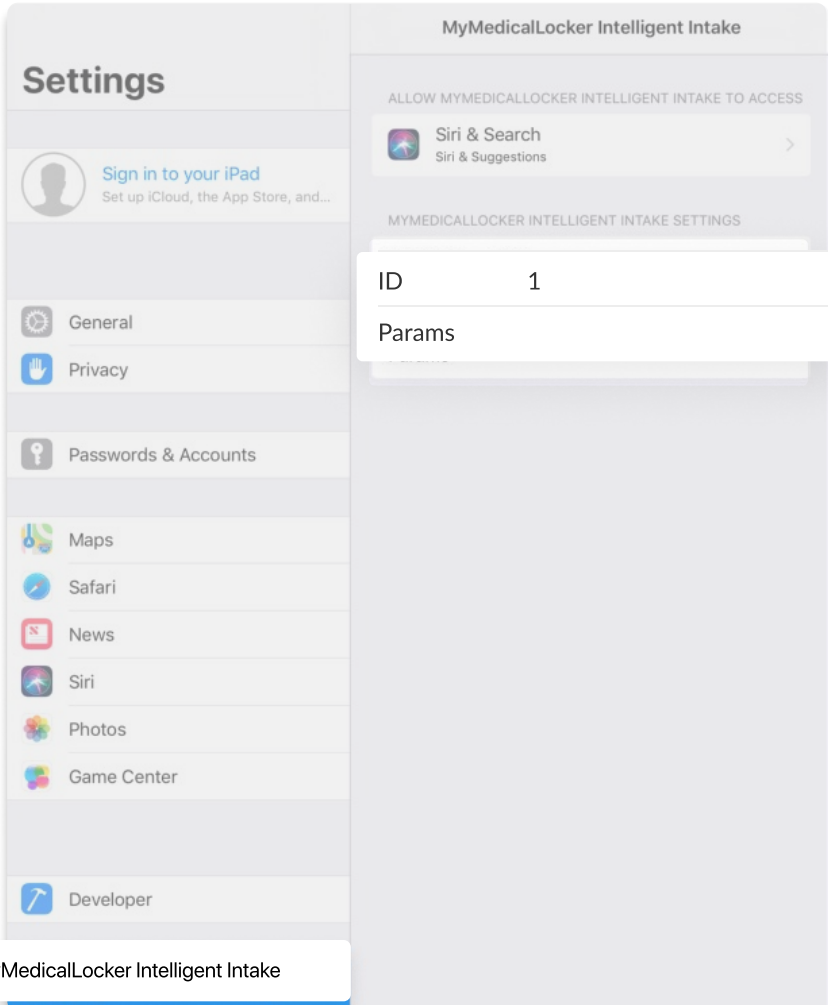 Settings
Sign in to your iPad
Set up iCloud, the App Store, and...
General
Privacy
Passwords & Accounts
Maps
Safari
News
Siri
Photos
Game Center
Developer
MedicalLocker Intelligent Intake
MyMedicalLocker Intelligent Intake
ALLOW MYMEDICALLOCKER INTELLIGENT INTAKE TO ACCESS
Siri & Search
Siri & Suggestions
MYMEDICALLOCKER INTELLIGENT INTAKE SETTINGS
ID 1
Params